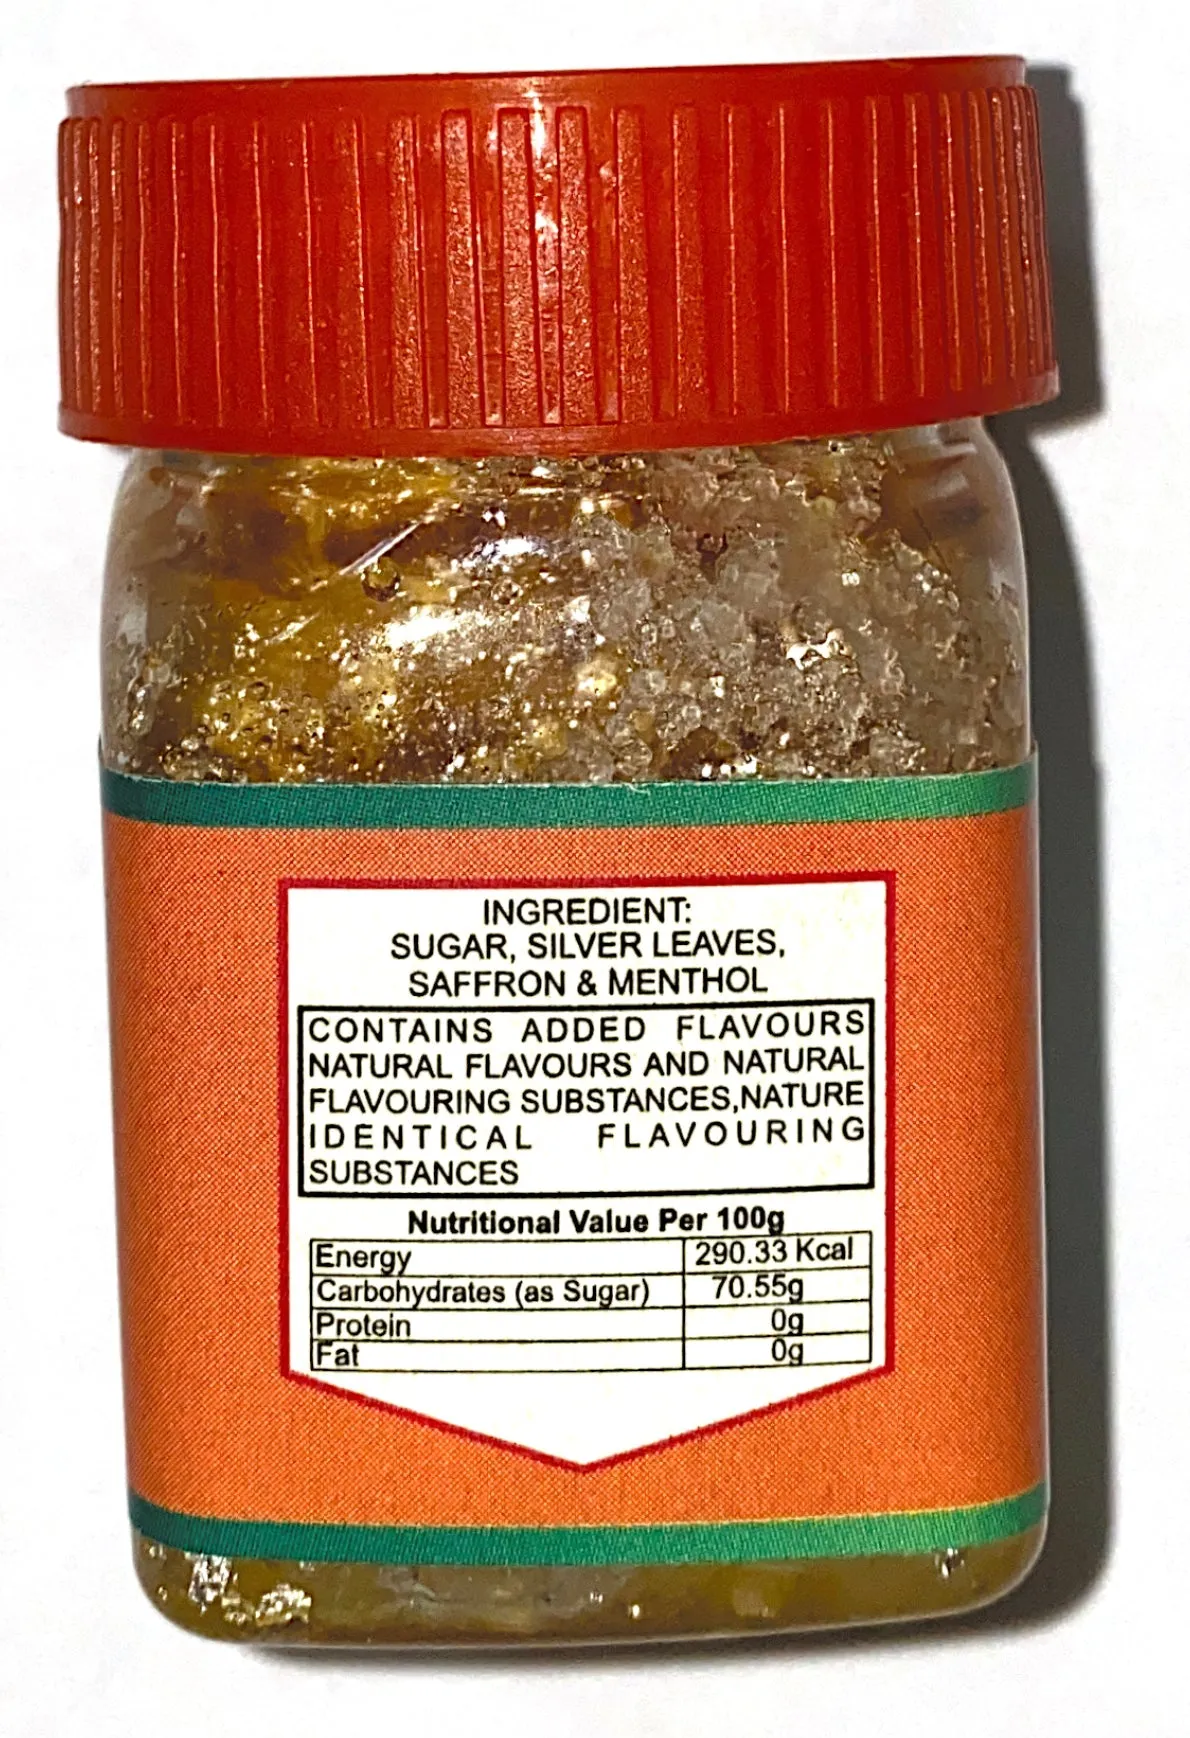 INGREDIENT:
SUGAR, SILVER LEAVES,
SAFFRON & MENTHOL
CONTAINS ADDED FLAVOURS
NATURAL FLAVOURS AND NATURAL
FLAVOURING SUBSTANCES,NATURE
IDENTICAL FLAVOURING
SUBSTANCES
Nutritional Value Per 100g
Energy 290.33 Kcal
Carbohydrates (as Sugar) 70.55g
Protein 0g
Fat 0g